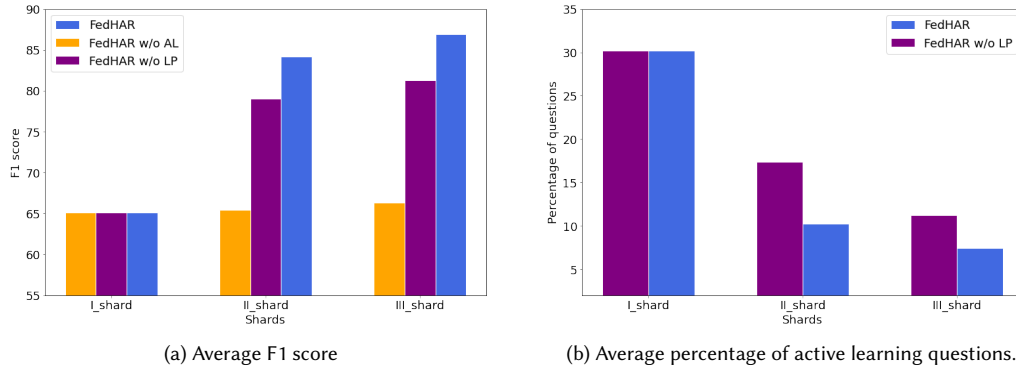 90
85
80
75
70
65
60
55
F1 score
FedHAR
FedHAR w/o AL
FedHAR w/o LP
I_shard
II_shard
III_shard
Shards
(a) Average F1 score
35
30
25
20
15
10
5
Percentage of questions
FedHAR
FedHAR w/o LP
I_shard
II_shard
III_shard
Shards
(b) Average percentage of active learning questions.